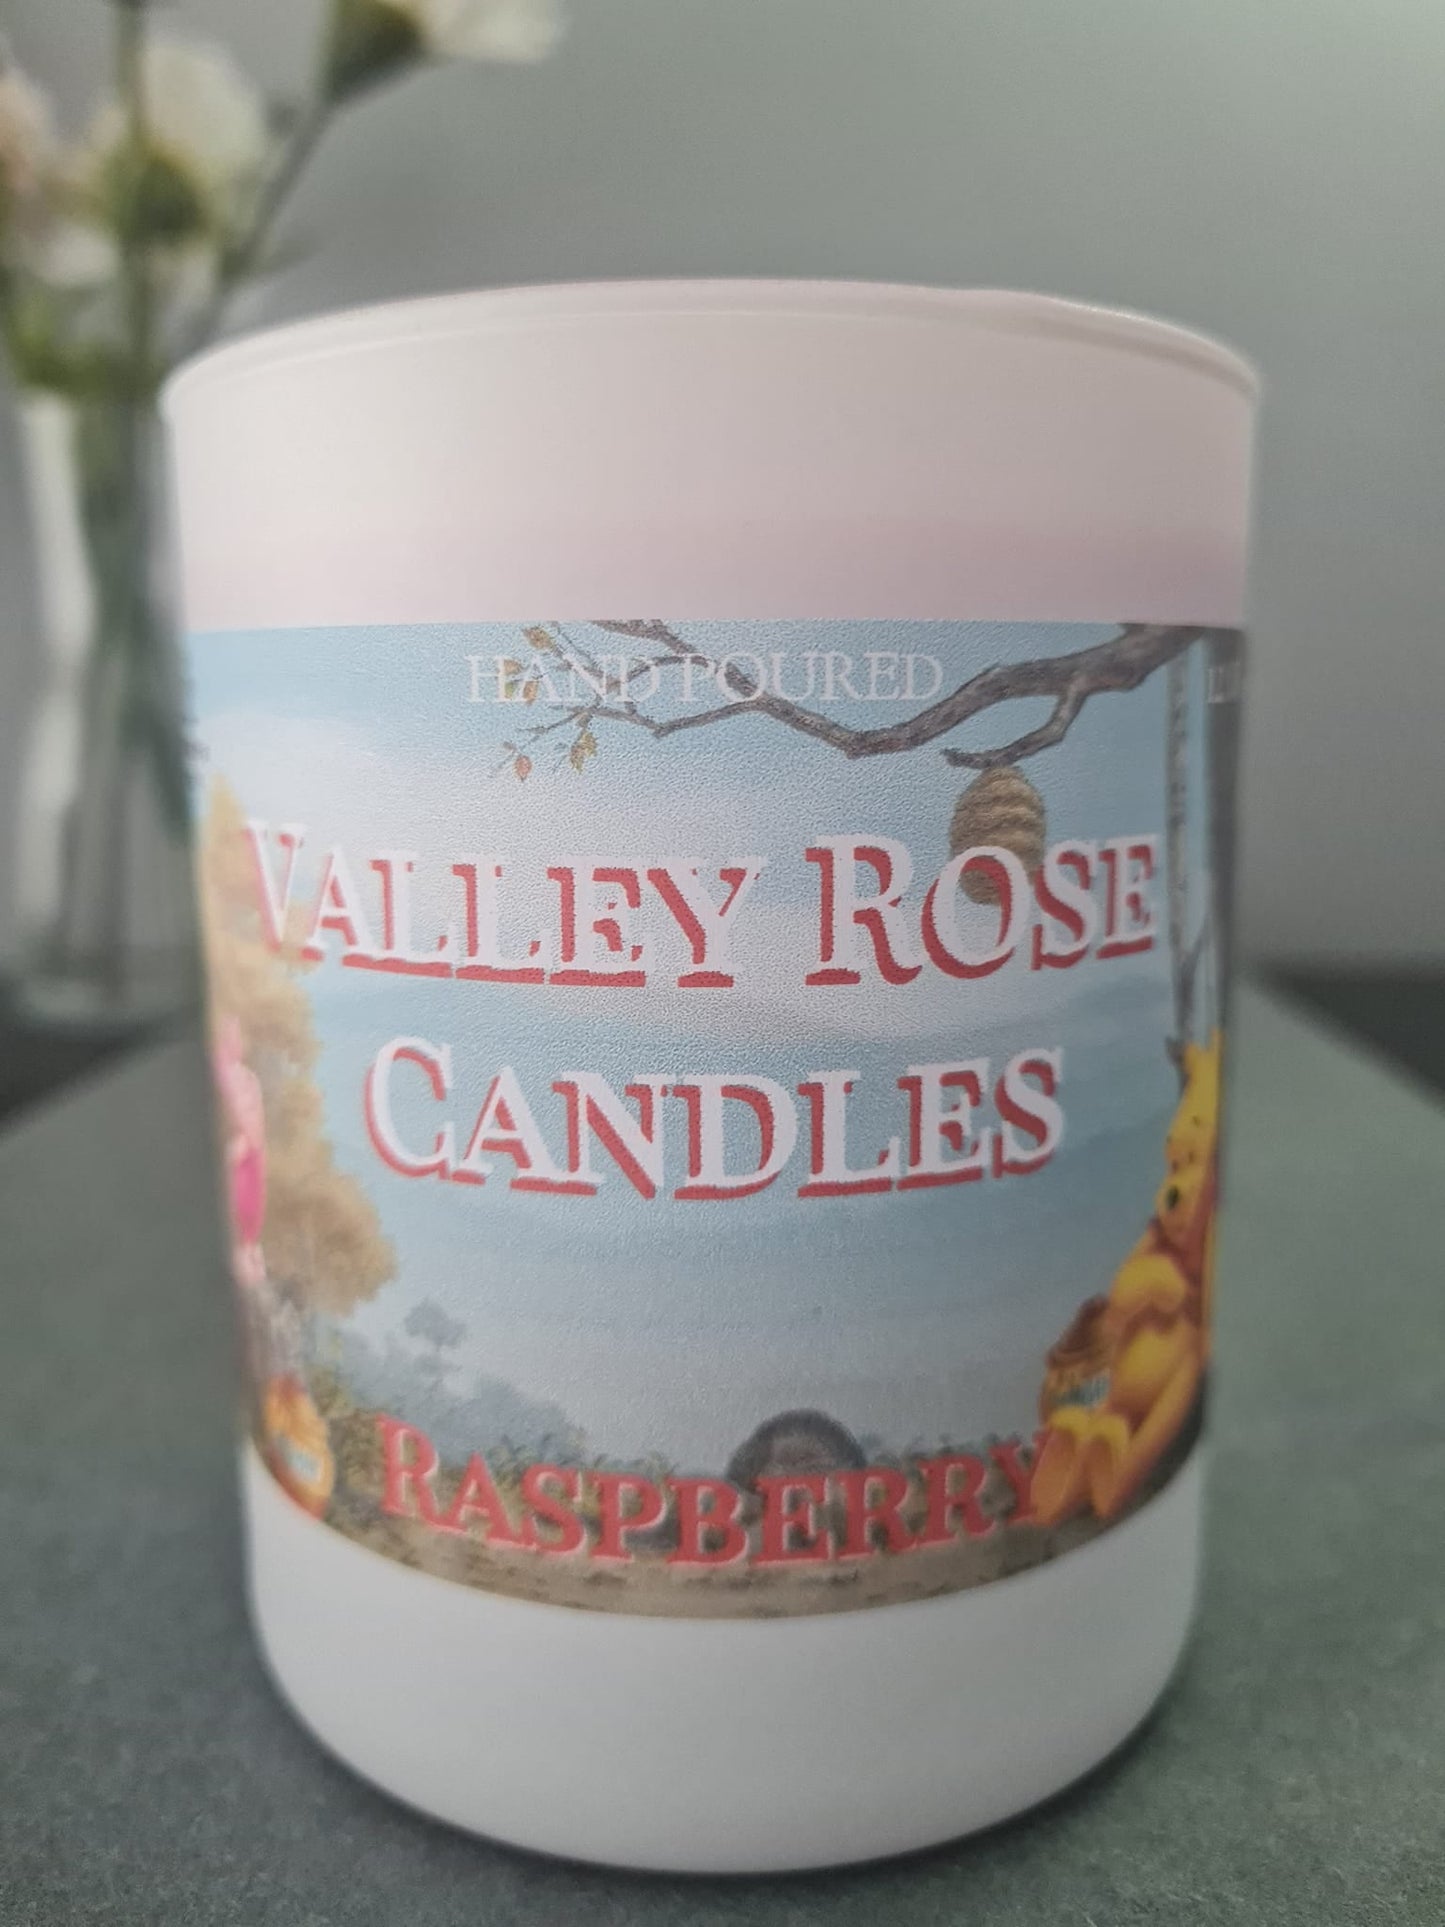 HAND POURED
VALLEY ROSE
CANDLES
RASPBERRY